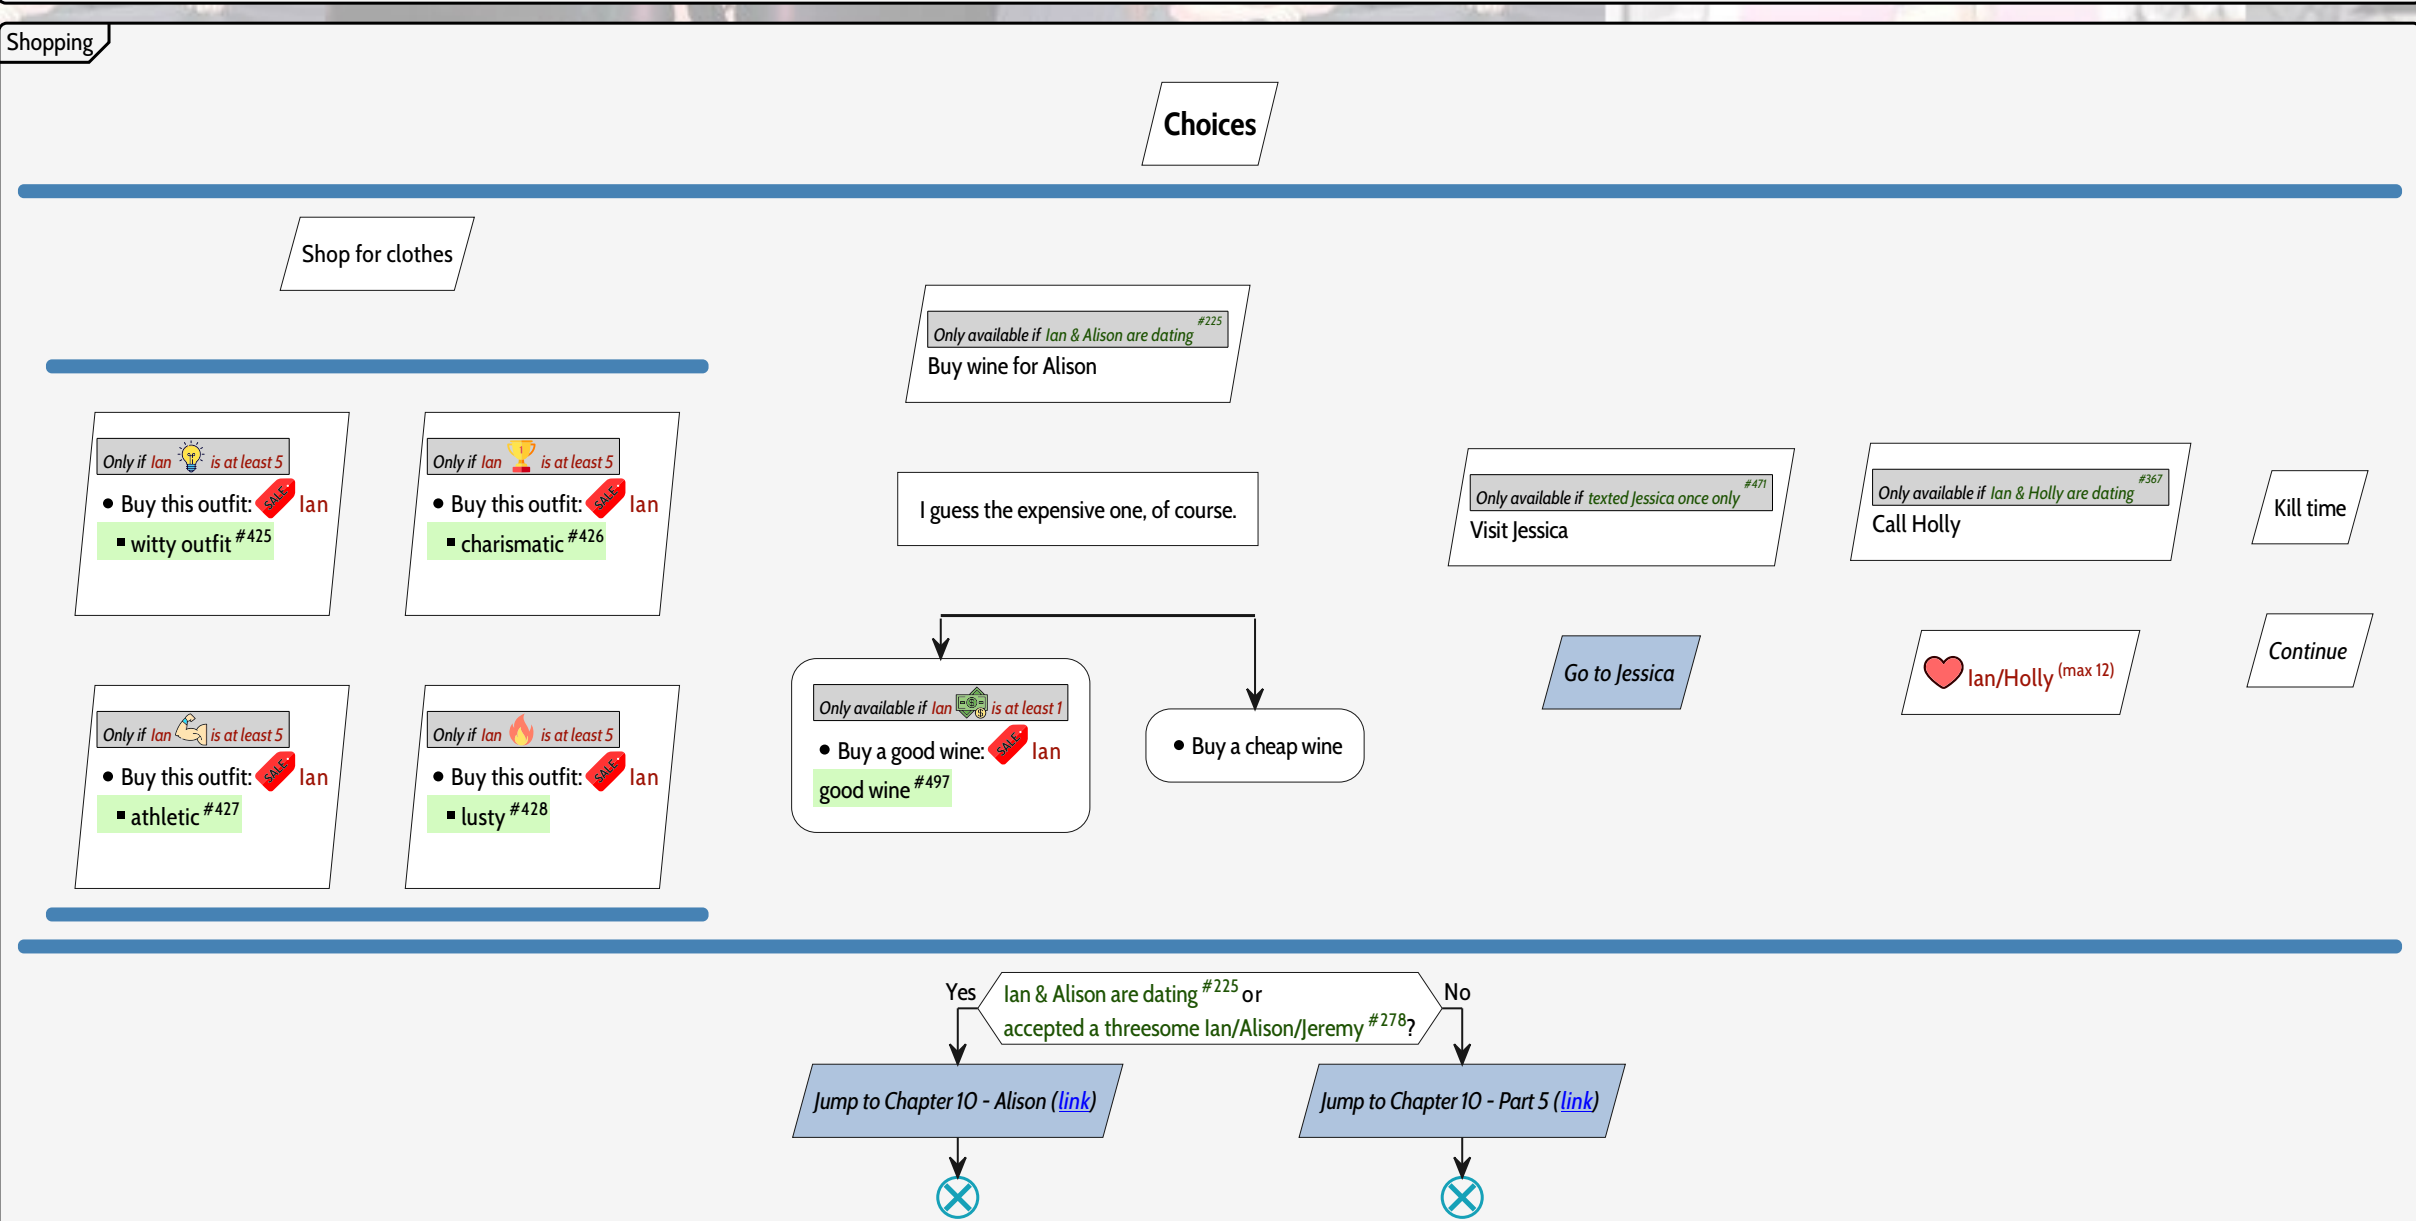 Shopping
Choices
Shop for clothes
Only if Ian is at least 5
• Buy this outfit: SALE Ian
▪ witty outfit #425
Only if Ian 1 is at least 5
• Buy this outfit: SALE Ian
▪ charismatic #426
Only if Ian is at least 5
• Buy this outfit: SALE Ian
▪ athletic #427
Only if Ian is at least 5
• Buy this outfit: SALE Ian
▪ lusty #428
Only available if Ian & Alison are dating #225
Buy wine for Alison
I guess the expensive one, of course.
Only available if Ian is at least 1
• Buy a good wine: SALE Ian
good wine #497
• Buy a cheap wine
Only available if texted Jessica once only #471
Visit Jessica
Go to Jessica
Only available if Ian & Holly are dating #367
Call Holly
Ian/Holly (max 12)
Kill time
Continue
Yes
Ian & Alison are dating #225 or
accepted a threesome Ian/Alison/Jeremy #278?
No
Jump to Chapter 10 - Alison (link)
Jump to Chapter 10 - Part 5 (link)